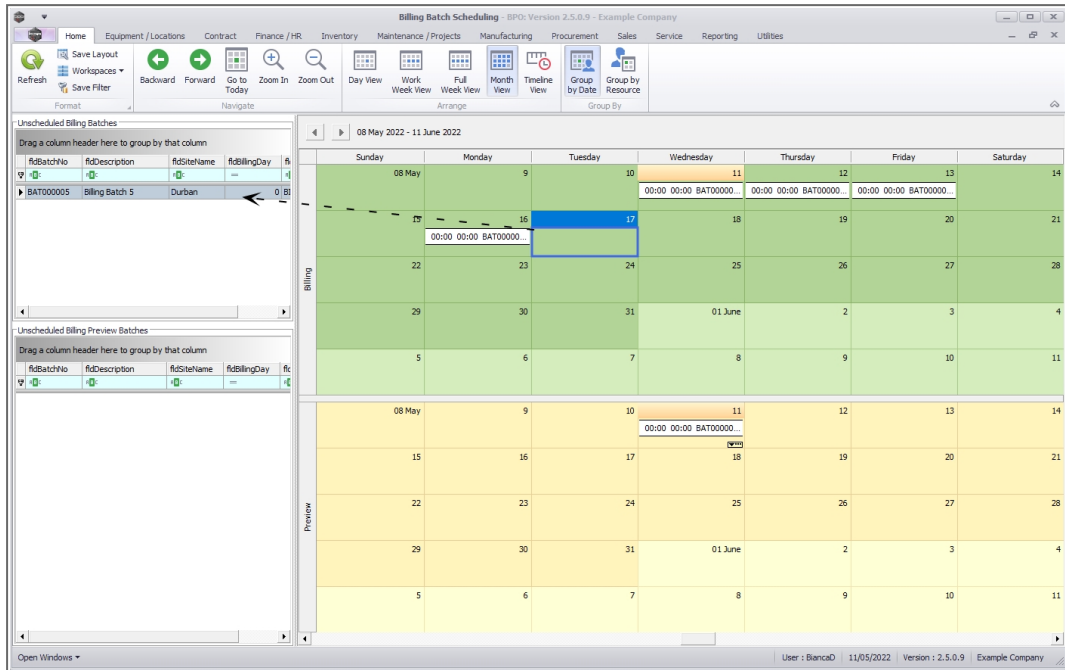 Billing Batch Scheduling - BPO: Version 2.5.0.9 - Example Company
Home Equipment / Locations Contract Finance / HR Inventory Maintenance / Projects Manufacturing Procurement Sales Service Reporting Utilities
Refresh
Save Layout
Workspaces
Save Filter
Format
Backward
Forward
Go to Today
Zoom In
Zoom Out
Navigate
Day View
Work Week View
Full Week View
Month View
Timeline View
Arrange
Group by Date
Group by Resource
Group By
Unscheduled Billing Batches
Drag a column header here to group by that column
fldBatchNo fldDescription fldSiteName fldBillingDay
BAT000005 Billing Batch 5 Durban 0
Unscheduled Billing Preview Batches
Drag a column header here to group by that column
fldBatchNo fldDescription fldSiteName fldBillingDay
08 May 2022 - 11 June 2022
Sunday Monday Tuesday Wednesday Thursday Friday Saturday
Billing
08 May 9 10 11 12 13 14
00:00 00:00 BAT00000... 00:00 00:00 BAT00000... 00:00 00:00 BAT00000...
15 16 17 18 19 20 21
00:00 00:00 BAT00000...
22 23 24 25 26 27 28
29 30 31 01 June 2 3 4
5 6 7 8 9 10 11
Preview
08 May 9 10 11 12 13 14
00:00 00:00 BAT00000...
15 16 17 18 19 20 21
22 23 24 25 26 27 28
29 30 31 01 June 2 3 4
5 6 7 8 9 10 11
Open Windows
User : BiancaD 11/05/2022 Version : 2.5.0.9 Example Company